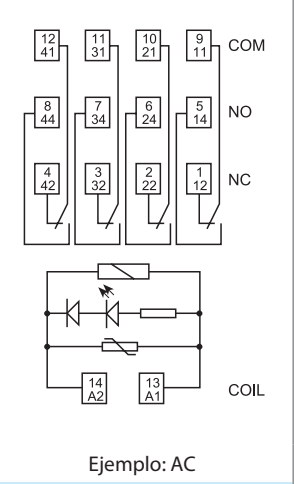 12 11 10 9 COM
41 31 21 11
8 7 6 5 NO
44 34 24 14
4 3 2 1 NC
42 32 22 12
14 13 COIL
A2 A1
Ejemplo: AC